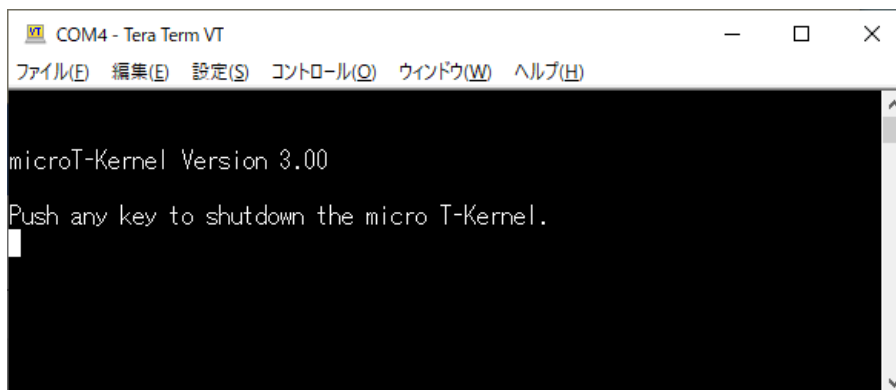 COM4 - Tera Term VT
ファイル(F) 編集(E) 設定(S) コントロール(O) ウィンドウ(W) ヘルプ(H)
microT-Kernel Version 3.00
Push any key to shutdown the micro T-Kernel.